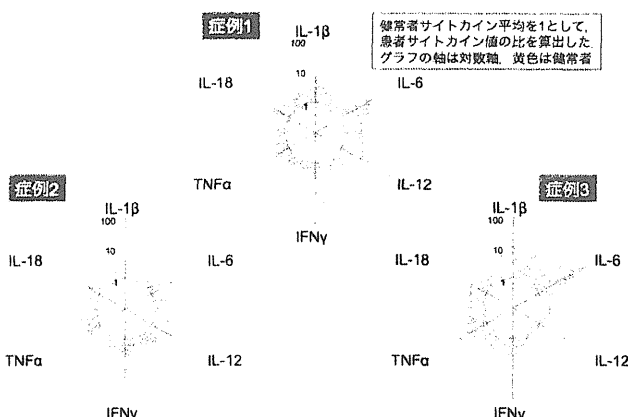 症例1
IL-1β
100
10
1
IL-18
IL-6
TNFα
IL-12
IFNγ
健常者サイトカイン平均を1として,
患者サイトカイン値の比を算出した.
グラフの軸は対数軸. 黄色は健常者
症例2
IL-1β
100
10
1
IL-18
IL-6
TNFα
IL-12
IFNγ
症例3
IL-1β
100
10
1
IL-18
IL-6
TNFα
IL-12
IFNγ